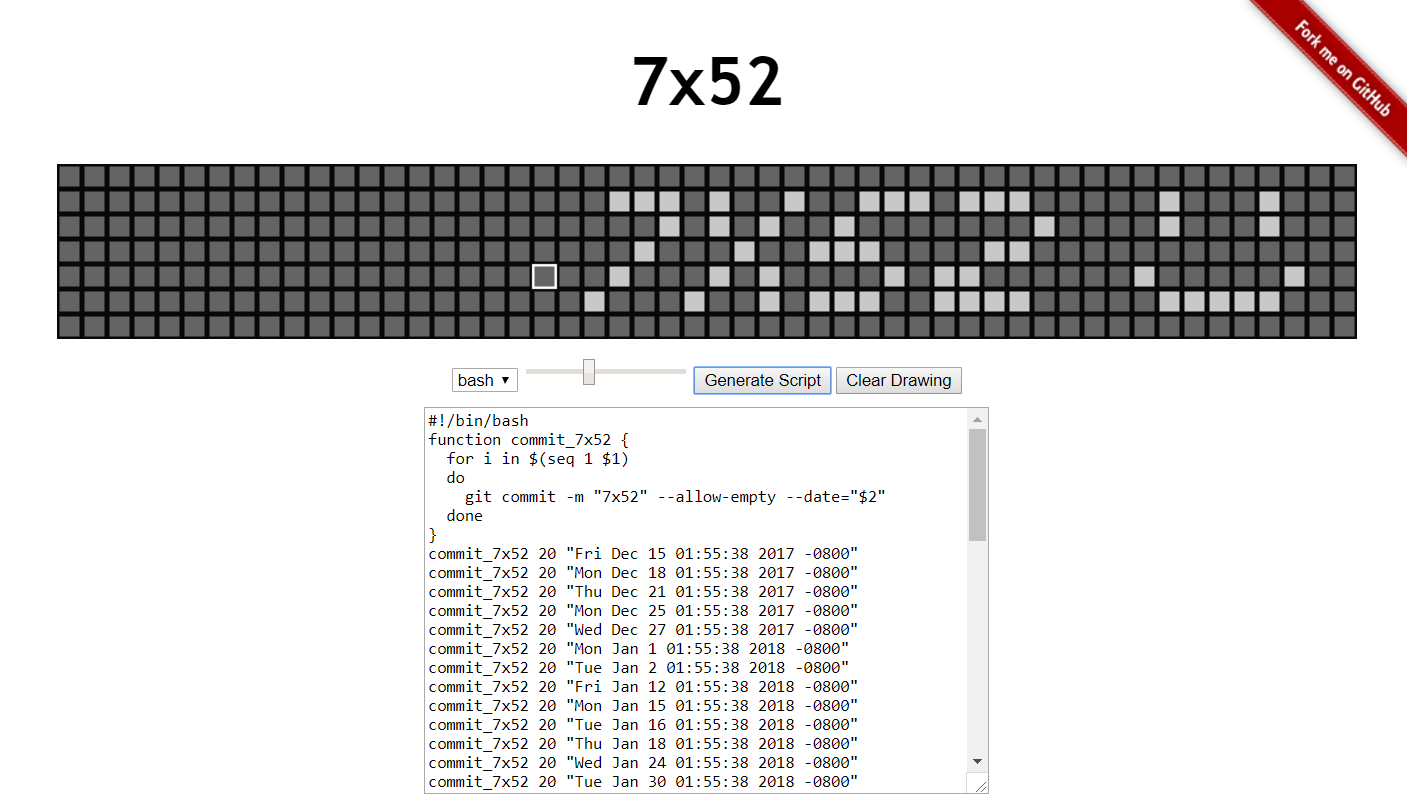 Fork me on GitHub
7x52
7x52 :)
bash ▼ Generate Script Clear Drawing
#!/bin/bash
function commit_7x52 {
  for i in $(seq 1 $1)
  do
    git commit -m "7x52" --allow-empty --date="$2"
  done
}
commit_7x52 20 "Fri Dec 15 01:55:38 2017 -0800"
commit_7x52 20 "Mon Dec 18 01:55:38 2017 -0800"
commit_7x52 20 "Thu Dec 21 01:55:38 2017 -0800"
commit_7x52 20 "Mon Dec 25 01:55:38 2017 -0800"
commit_7x52 20 "Wed Dec 27 01:55:38 2017 -0800"
commit_7x52 20 "Mon Jan 1 01:55:38 2018 -0800"
commit_7x52 20 "Tue Jan 2 01:55:38 2018 -0800"
commit_7x52 20 "Fri Jan 12 01:55:38 2018 -0800"
commit_7x52 20 "Mon Jan 15 01:55:38 2018 -0800"
commit_7x52 20 "Tue Jan 16 01:55:38 2018 -0800"
commit_7x52 20 "Thu Jan 18 01:55:38 2018 -0800"
commit_7x52 20 "Wed Jan 24 01:55:38 2018 -0800"
commit_7x52 20 "Tue Jan 30 01:55:38 2018 -0800"